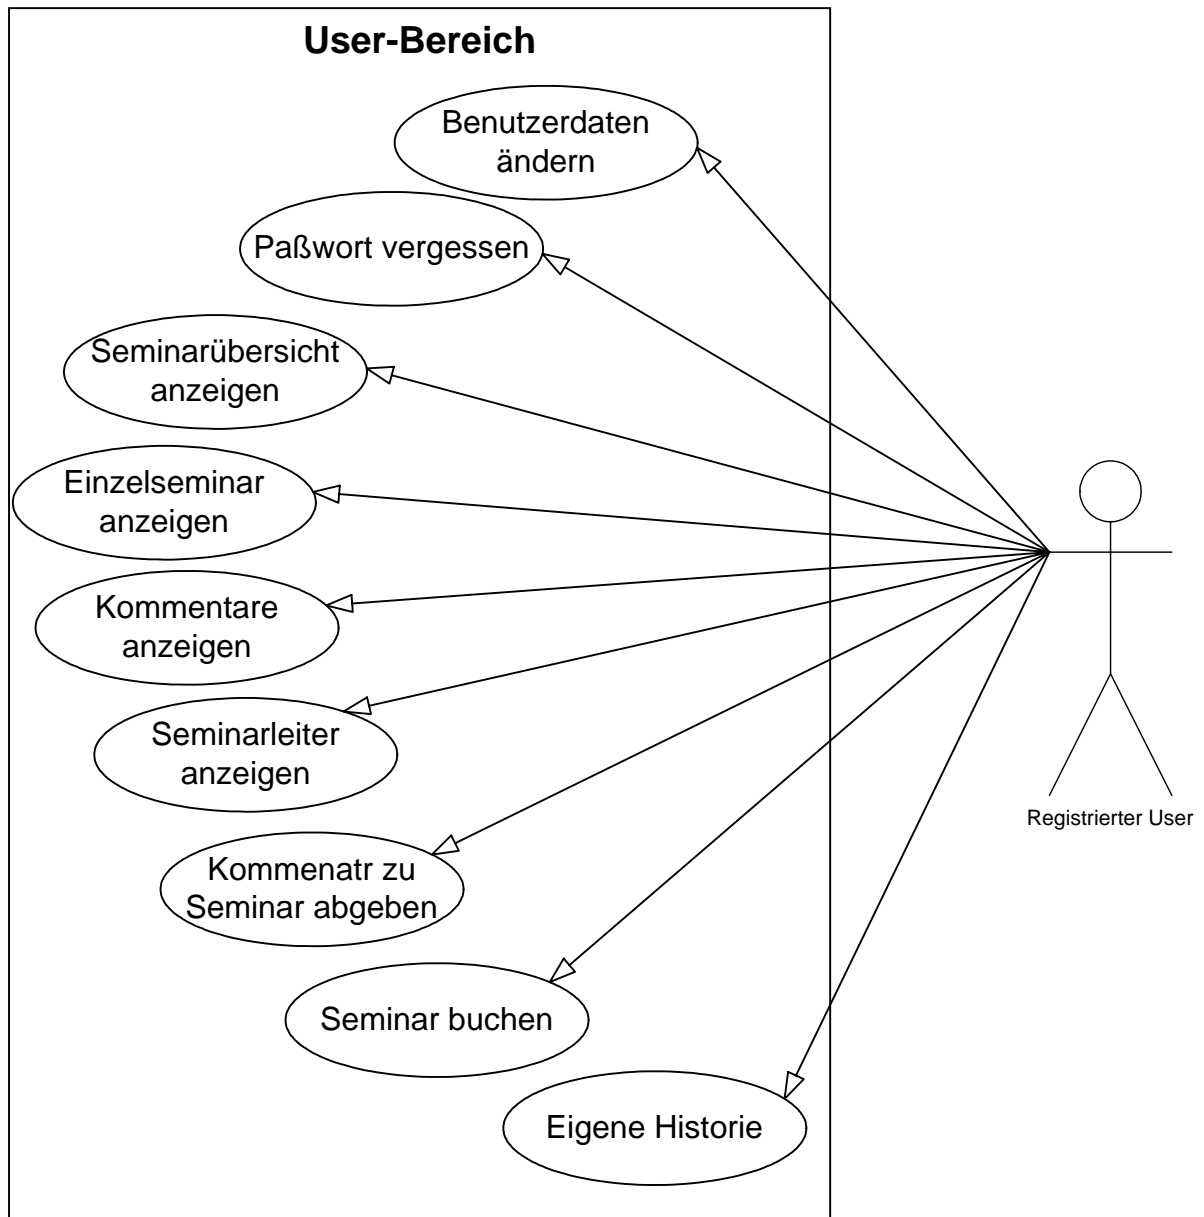 User-Bereich
Benutzerdaten
ändern
Paßwort vergessen
Seminarübersicht
anzeigen
Einzelseminar
anzeigen
Kommentare
anzeigen
Seminarleiter
anzeigen
Kommenatr zu
Seminar abgeben
Seminar buchen
Eigene Historie
Registrierter User